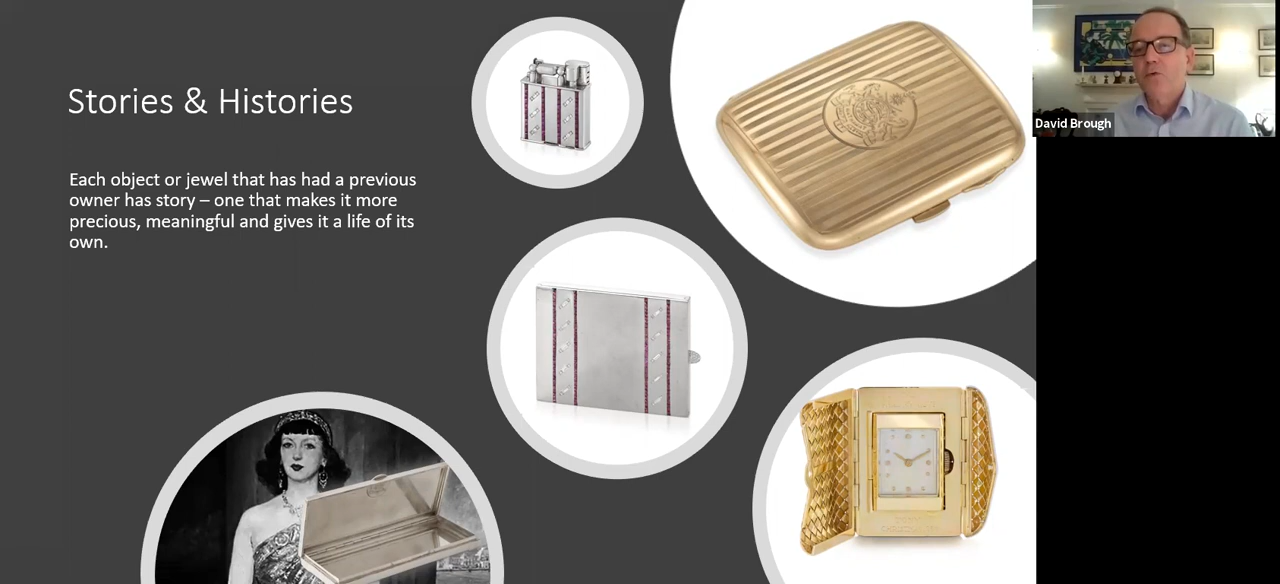 Stories & Histories
Each object or jewel that has had a previous
owner has story – one that makes it more
precious, meaningful and gives it a life of its
own.
David Brough